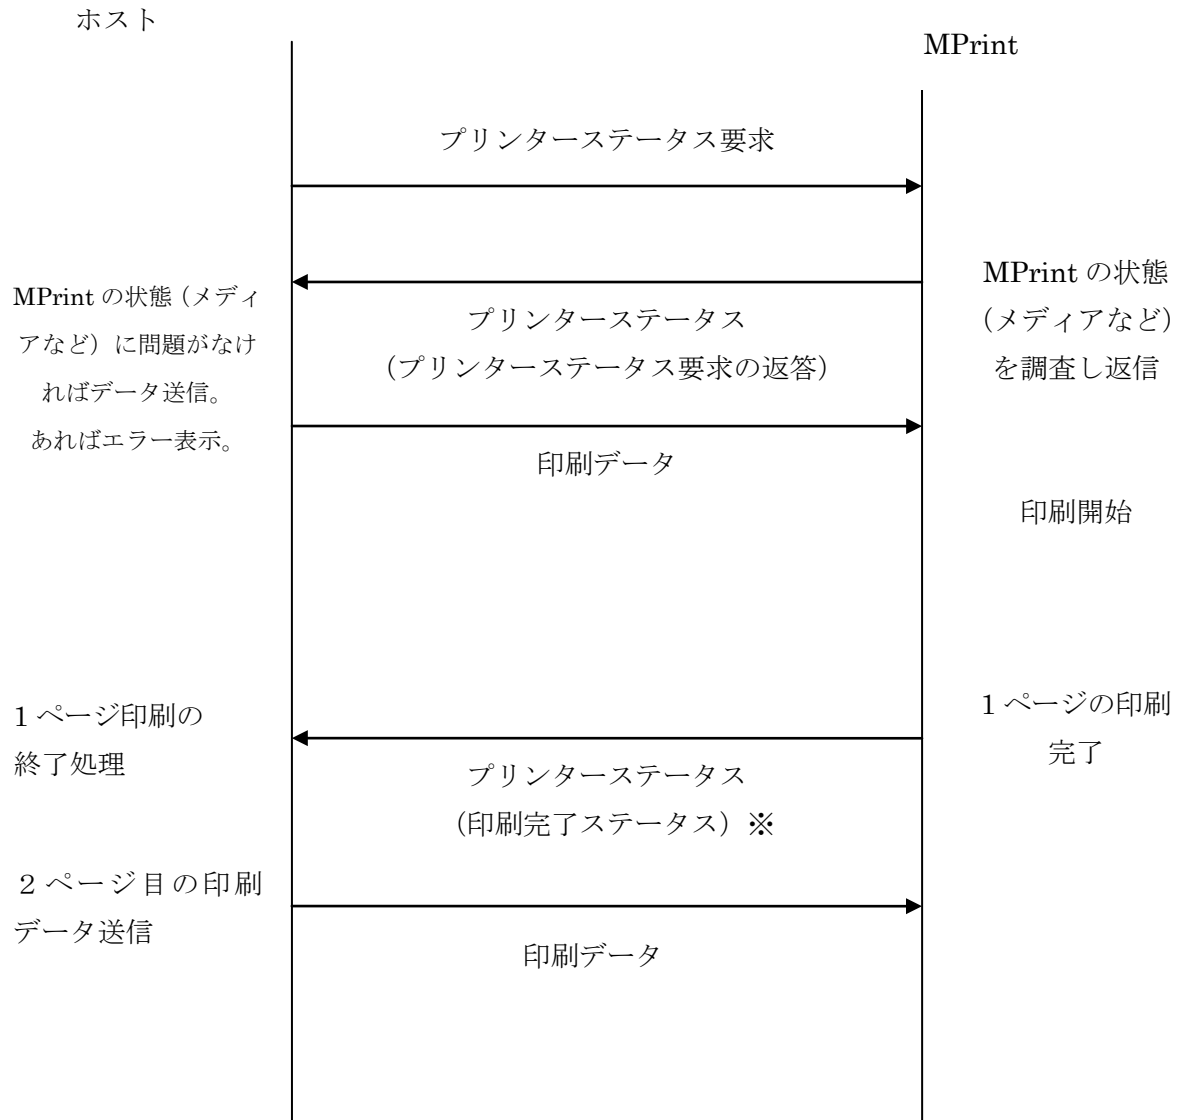 ホスト
MPrint
プリンターステータス要求
MPrint の状態
（メディアなど）
を調査し返信
プリンターステータス
（プリンターステータス要求の返答）
MPrint の状態（メディ
アなど）に問題がなけ
ればデータ送信。
あればエラー表示。
印刷データ
印刷開始
1 ページの印刷
完了
プリンターステータス
（印刷完了ステータス）※
1 ページ印刷の
終了処理
２ページ目の印刷
データ送信
印刷データ